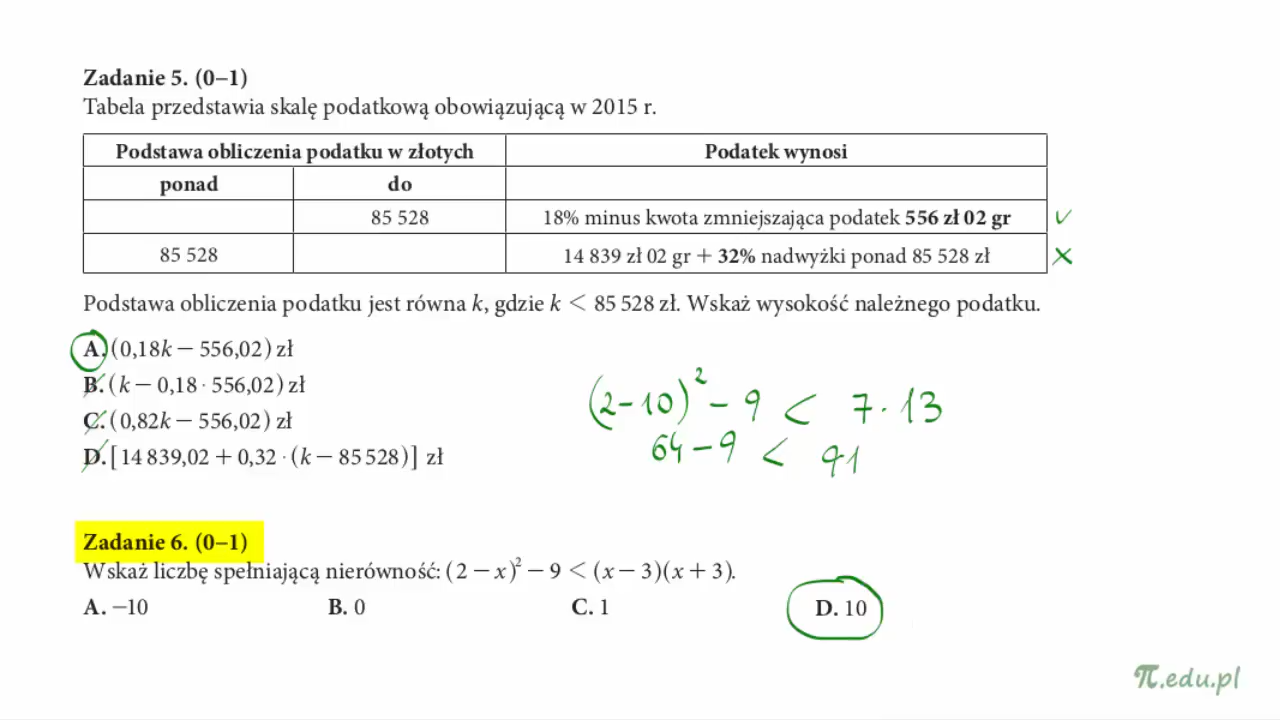 Zadanie 5. (0–1)
Tabela przedstawia skalę podatkową obowiązującą w 2015 r.
Podstawa obliczenia podatku w złotych Podatek wynosi
ponad do
85 528 18% minus kwota zmniejszająca podatek 556 zł 02 gr ✓
85 528 14 839 zł 02 gr + 32% nadwyżki ponad 85 528 zł ✗
Podstawa obliczenia podatku jest równa k, gdzie k < 85 528 zł. Wskaż wysokość należnego podatku.
A. (0,18k − 556,02) zł
B. (k − 0,18 · 556,02) zł
C. (0,82k − 556,02) zł
D. [14 839,02 + 0,32 · (k − 85 528)] zł
(2−10)² − 9 < 7 · 13
64 − 9 < 91
Zadanie 6. (0–1)
Wskaż liczbę spełniającą nierówność: (2 − x)² − 9 < (x − 3)(x + 3).
A. −10 B. 0 C. 1 D. 10
π.edu.pl